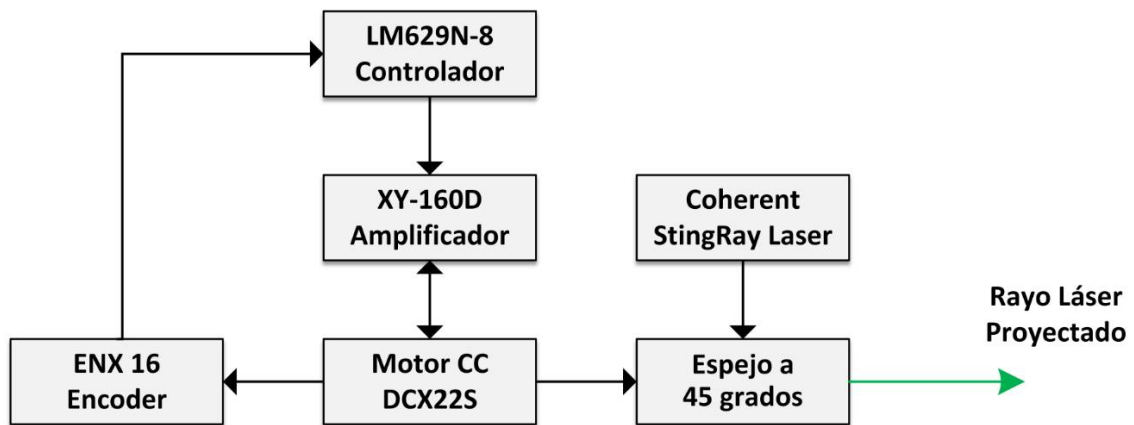 LM629N-8
Controlador
XY-160D
Amplificador
Coherent
StingRay Laser
Rayo Láser
Proyectado
ENX 16
Encoder
Motor CC
DCX22S
Espejo a
45 grados